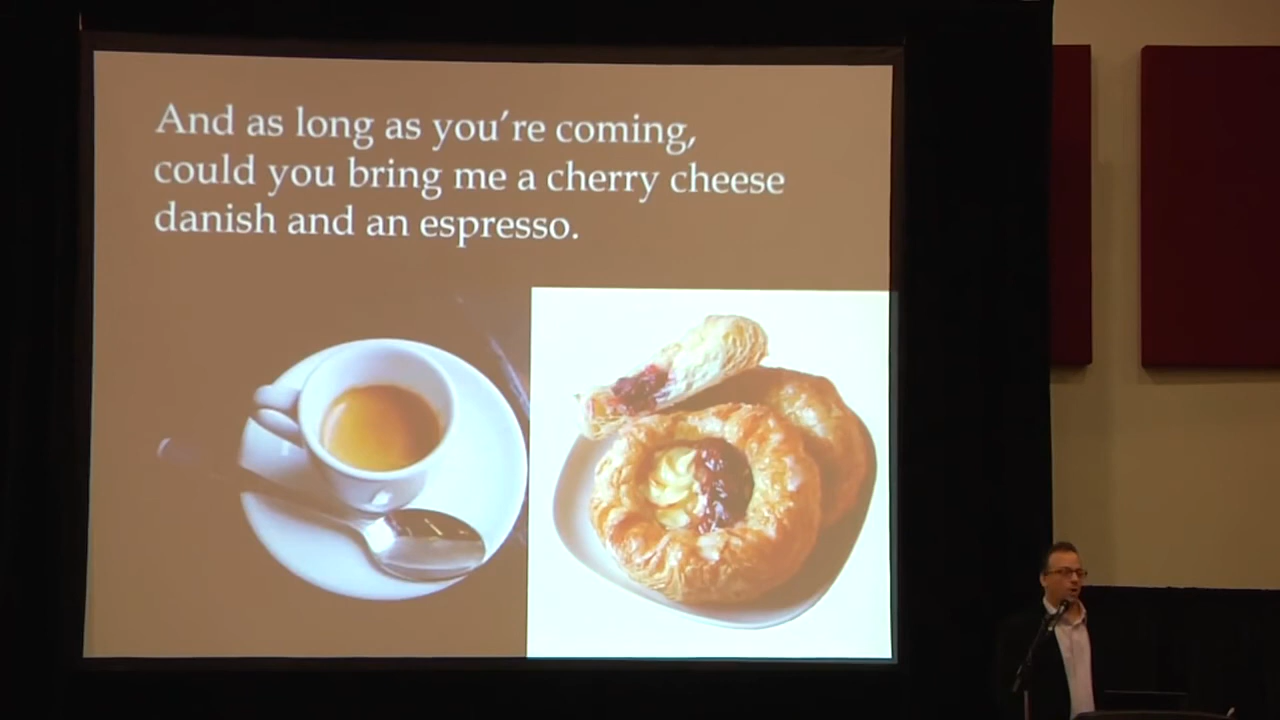 And as long as you're coming,
could you bring me a cherry cheese
danish and an espresso.